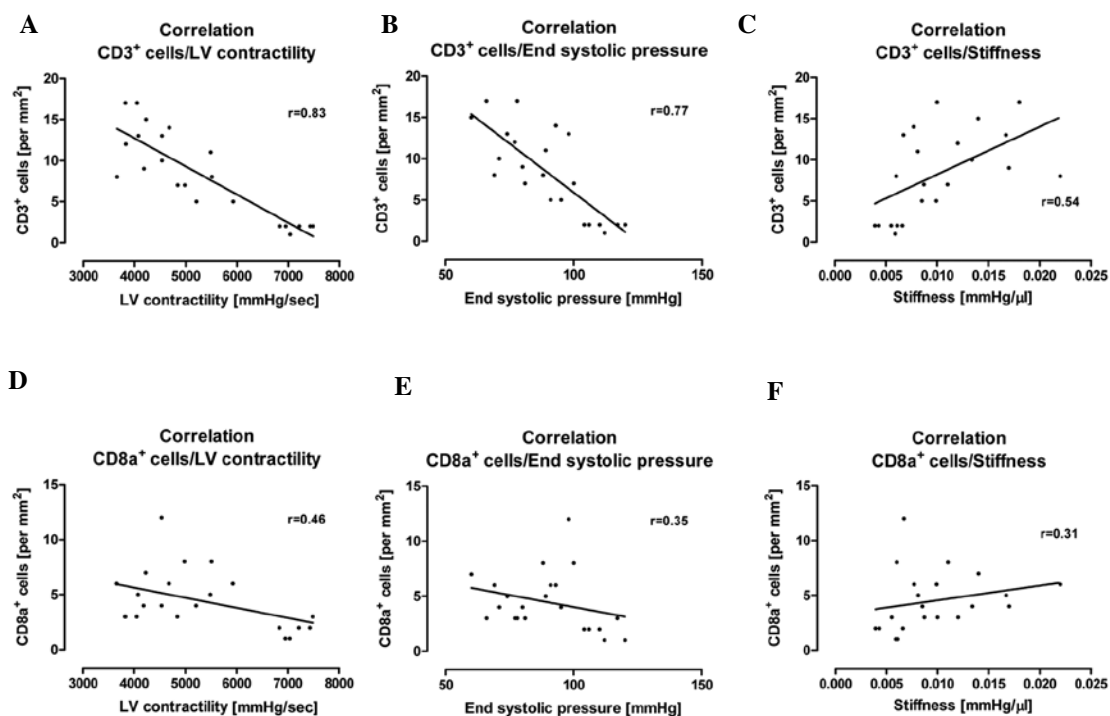 A
Correlation
CD3⁺ cells/LV contractility
CD3⁺ cells [per mm²]
20
15
10
5
0
r=0.83
3000 4000 5000 6000 7000 8000
LV contractility [mmHg/sec]
B
Correlation
CD3⁺ cells/End systolic pressure
CD3⁺ cells [per mm²]
20
15
10
5
0
r=0.77
50 100 150
End systolic pressure [mmHg]
C
Correlation
CD3⁺ cells/Stiffness
CD3⁺ cells [per mm²]
20
15
10
5
0
r=0.54
0.000 0.005 0.010 0.015 0.020 0.025
Stiffness [mmHg/µl]
D
Correlation
CD8a⁺ cells/LV contractility
CD8a⁺ cells [per mm²]
15
10
5
0
r=0.46
3000 4000 5000 6000 7000 8000
LV contractility [mmHg/sec]
E
Correlation
CD8a⁺ cells/End systolic pressure
CD8a⁺ cells [per mm²]
15
10
5
0
r=0.35
50 100 150
End systolic pressure [mmHg]
F
Correlation
CD8a⁺ cells/Stiffness
CD8a⁺ cells [per mm²]
15
10
5
0
r=0.31
0.000 0.005 0.010 0.015 0.020 0.025
Stiffness [mmHg/µl]